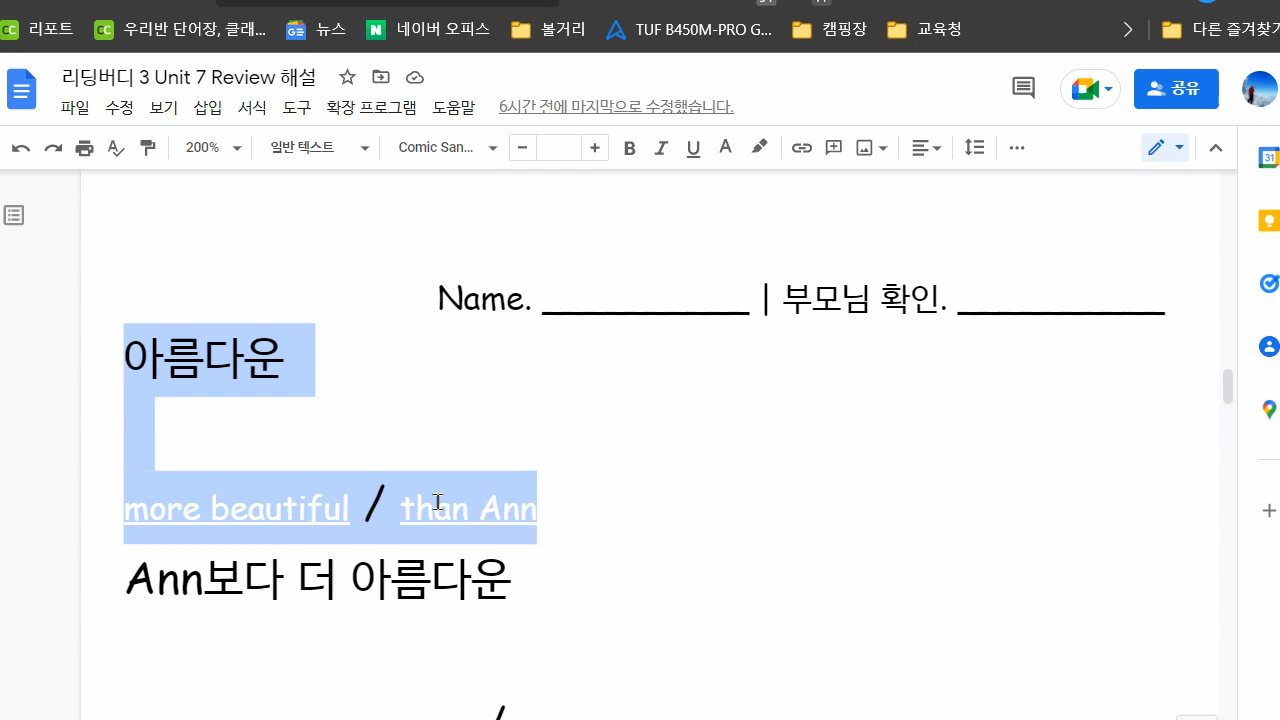 리포트 우리반 단어장, 클래... 뉴스 네이버 오피스 볼거리 TUF B450M-PRO G... 캠핑장 교육청 다른 즐겨찾기
리딩버디 3 Unit 7 Review 해설
파일 수정 보기 삽입 서식 도구 확장 프로그램 도움말 6시간 전에 마지막으로 수정했습니다.
공유
200% 일반 텍스트 Comic San... − + B I U A
Name. ____________ | 부모님 확인. ____________
아름다운
more beautiful / than Ann
Ann보다 더 아름다운
/